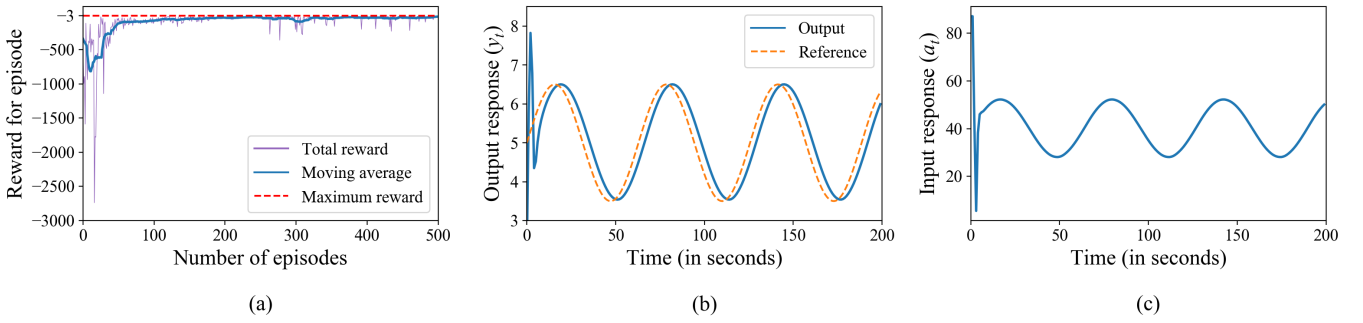 −3
−500
−1000
−1500
−2000
−2500
−3000
Reward for episode
Total reward
Moving average
Maximum reward
0 100 200 300 400 500
Number of episodes
(a)
8
7
6
5
4
3
Output response (yₜ)
Output
Reference
0 50 100 150 200
Time (in seconds)
(b)
80
60
40
20
Input response (aₜ)
0 50 100 150 200
Time (in seconds)
(c)